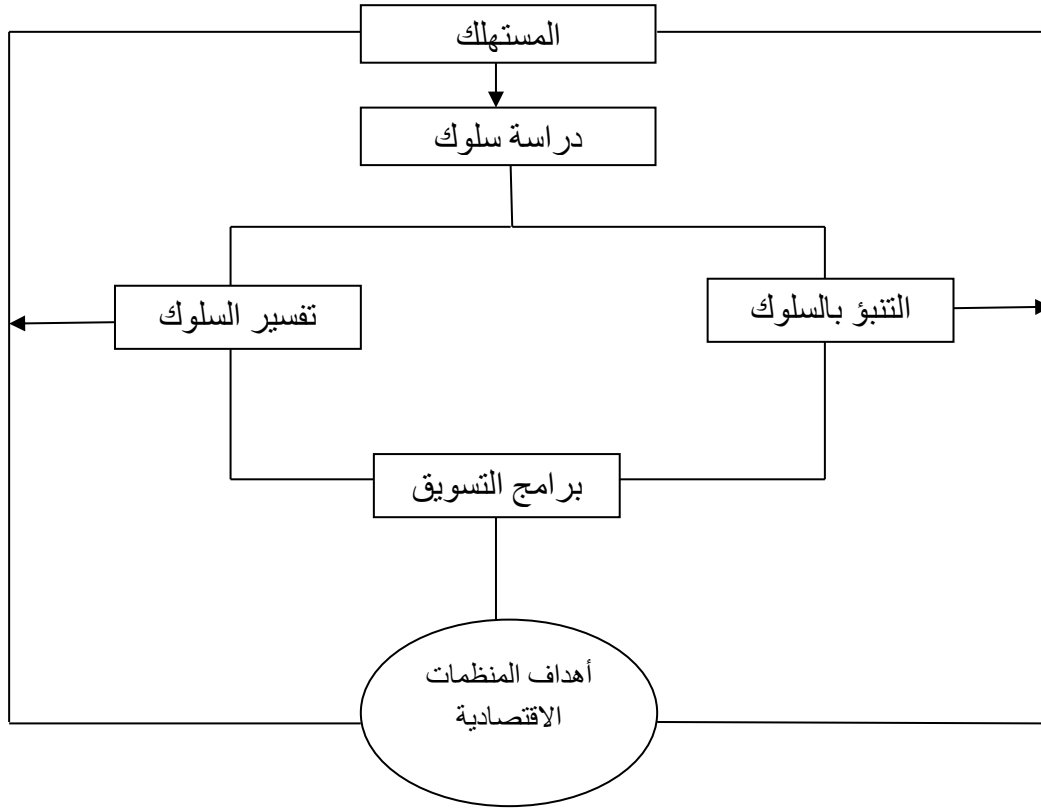 المستهلك
دراسة سلوك
التنبؤ بالسلوك
تفسير السلوك
برامج التسويق
أهداف المنظمات
الاقتصادية